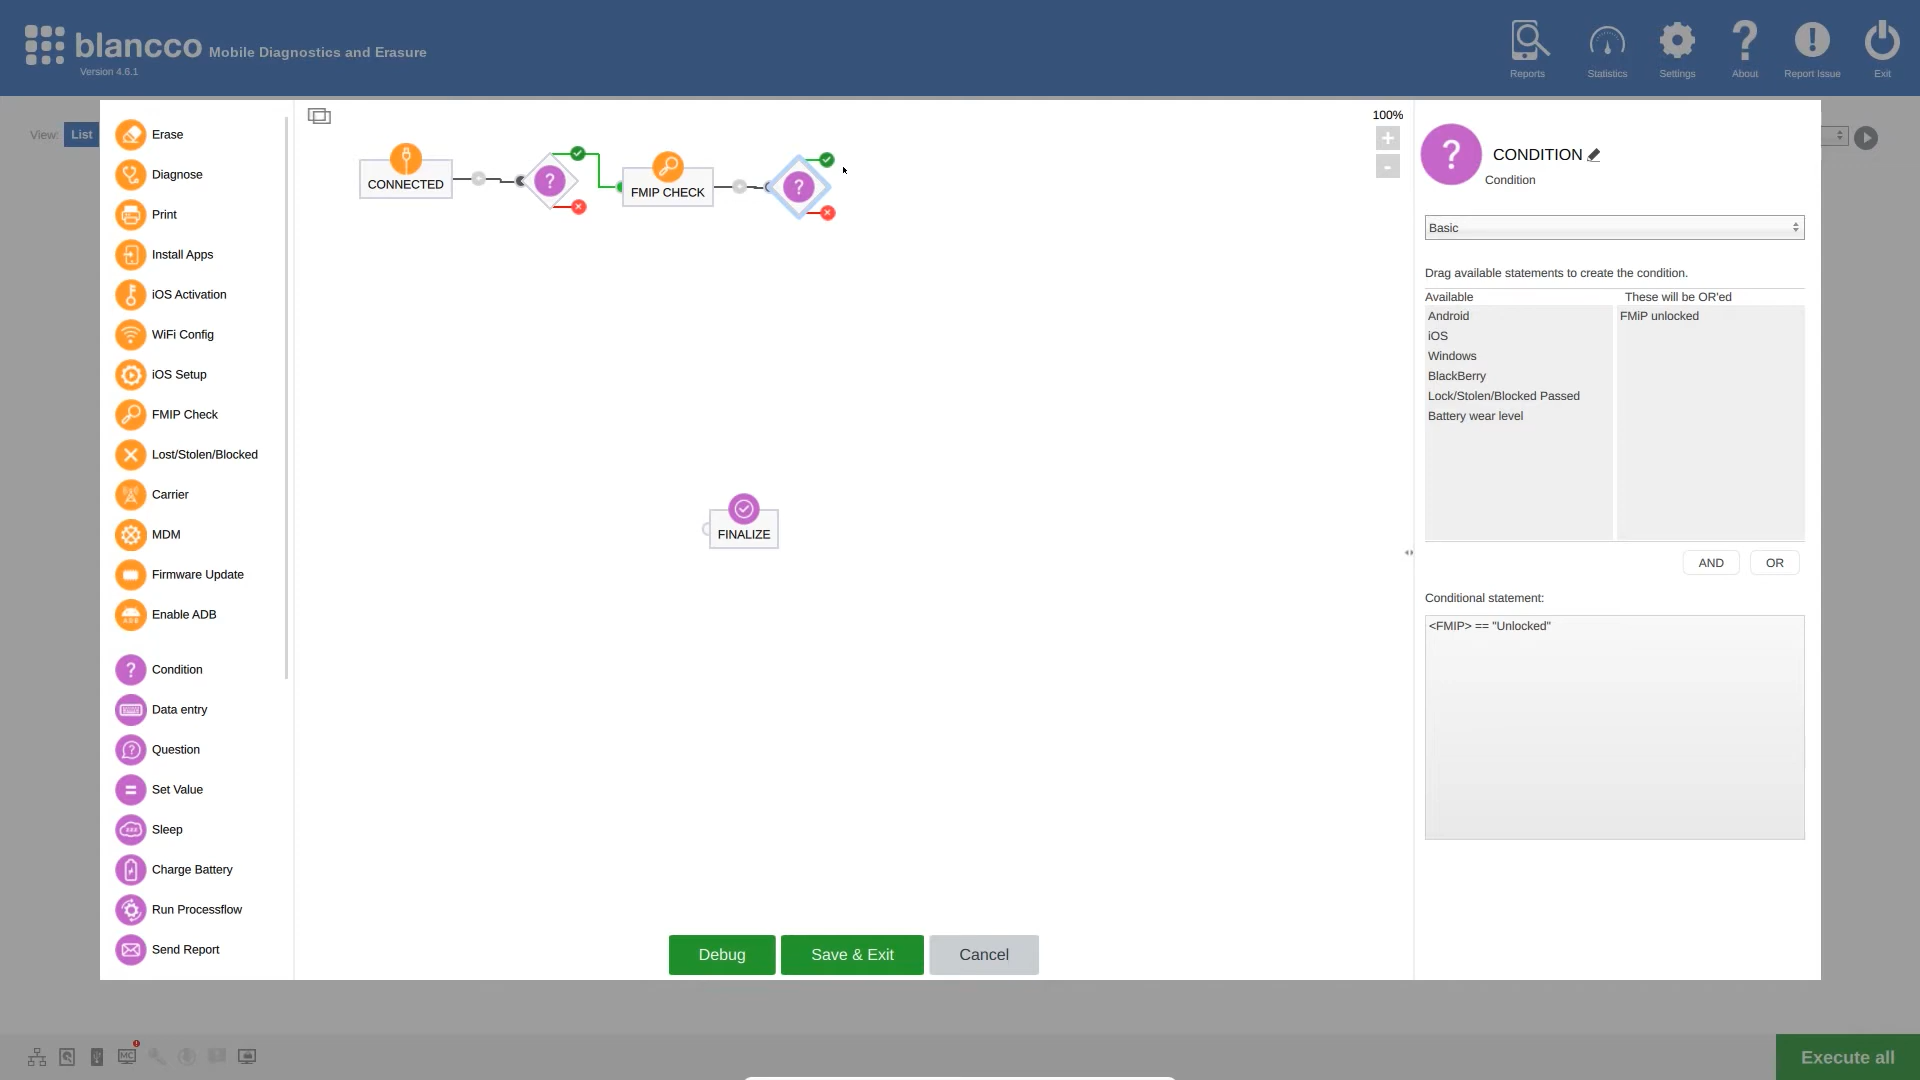 blancco Mobile Diagnostics and Erasure
Version 4.6.1
Reports
Statistics
Settings
About
Report Issue
Exit
View: List
Erase
Diagnose
Print
Install Apps
iOS Activation
WiFi Config
iOS Setup
FMIP Check
Lost/Stolen/Blocked
Carrier
MDM
Firmware Update
Enable ADB
Condition
Data entry
Question
Set Value
Sleep
Charge Battery
Run Processflow
Send Report
100%
+
-
CONNECTED
?
FMIP CHECK
?
FINALIZE
Debug
Save & Exit
Cancel
?
CONDITION
Condition
Basic
Drag available statements to create the condition.
Available
These will be OR'ed
Android
iOS
Windows
BlackBerry
Lock/Stolen/Blocked Passed
Battery wear level
FMiP unlocked
AND
OR
Conditional statement:
<FMIP> == "Unlocked"
MC
Execute all